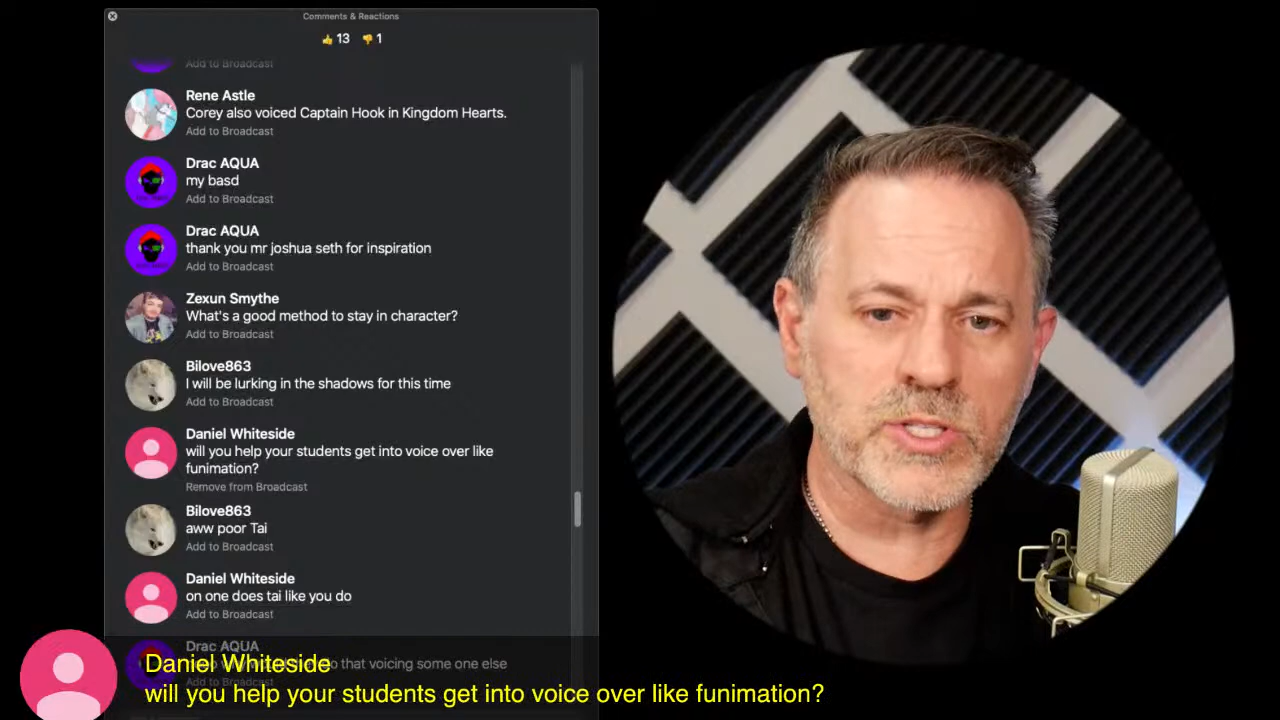 Comments & Reactions
👍 13 👎 1
Add to Broadcast
Rene Astle
Corey also voiced Captain Hook in Kingdom Hearts.
Add to Broadcast
Drac AQUA
my basd
Add to Broadcast
Drac AQUA
thank you mr joshua seth for inspiration
Add to Broadcast
Zexun Smythe
What's a good method to stay in character?
Add to Broadcast
Bilove863
I will be lurking in the shadows for this time
Add to Broadcast
Daniel Whiteside
will you help your students get into voice over like
funimation?
Remove from Broadcast
Bilove863
aww poor Tai
Add to Broadcast
Daniel Whiteside
on one does tai like you do
Add to Broadcast
Drac AQUA
that voicing some one else
Daniel Whiteside
will you help your students get into voice over like funimation?